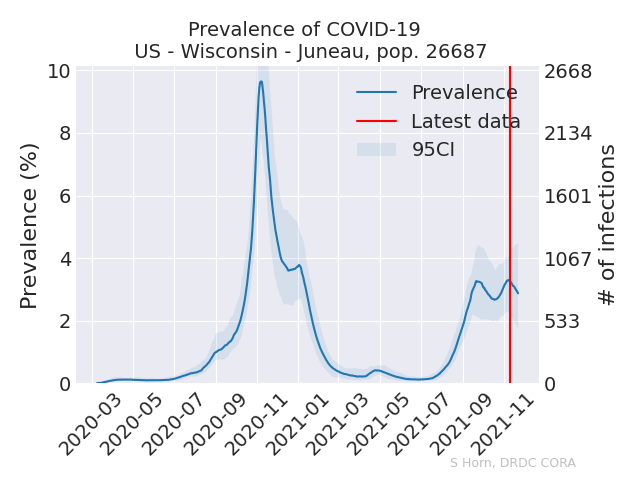 Prevalence of COVID-19
US - Wisconsin - Juneau, pop. 26687
Prevalence (%)
10
8
6
4
2
0
Prevalence
Latest data
95CI
2668
2134
1601
1067
533
0
# of infections
2020-03
2020-05
2020-07
2020-09
2020-11
2021-01
2021-03
2021-05
2021-07
2021-09
2021-11
S Horn, DRDC CORA